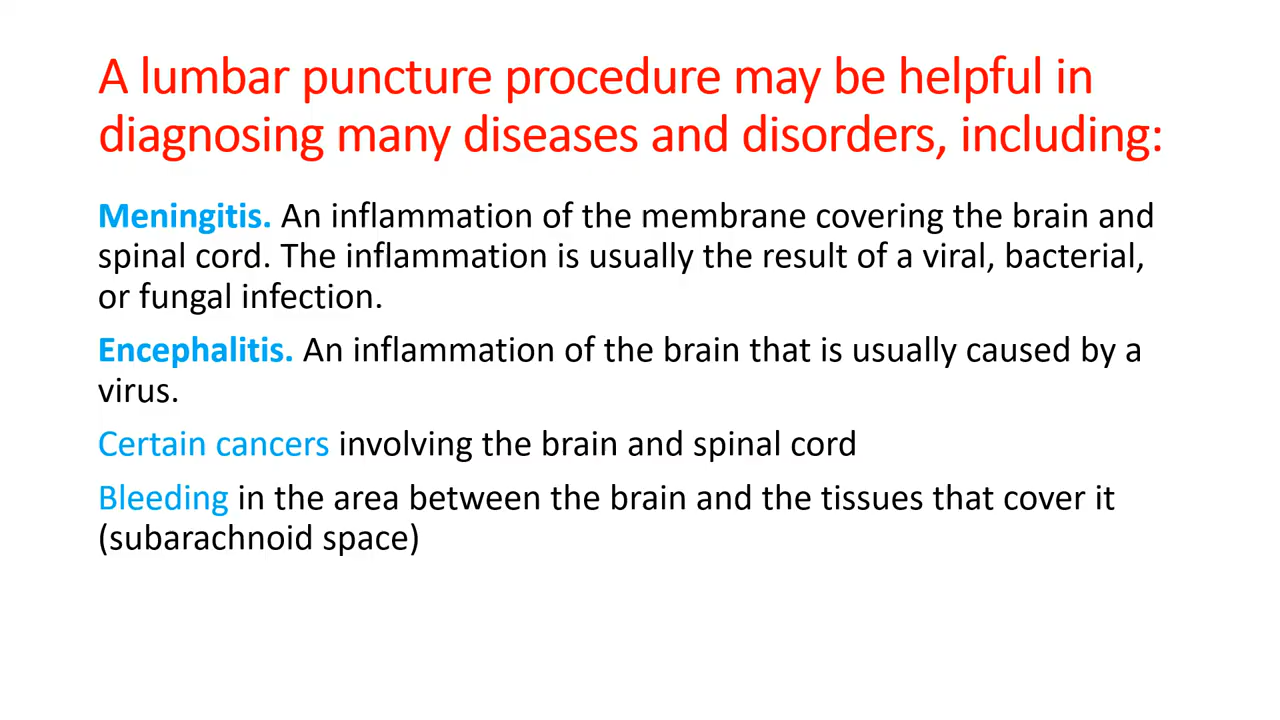 A lumbar puncture procedure may be helpful in
diagnosing many diseases and disorders, including:
Meningitis. An inflammation of the membrane covering the brain and
spinal cord. The inflammation is usually the result of a viral, bacterial,
or fungal infection.
Encephalitis. An inflammation of the brain that is usually caused by a
virus.
Certain cancers involving the brain and spinal cord
Bleeding in the area between the brain and the tissues that cover it
(subarachnoid space)